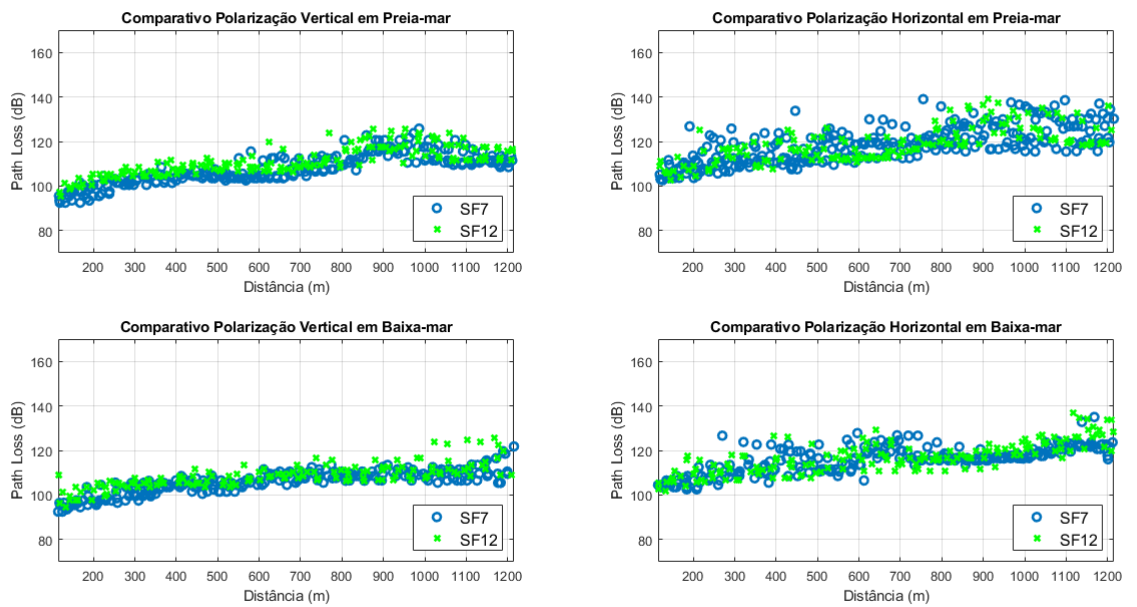 Comparativo Polarização Vertical em Preia-mar
Path Loss (dB)
160
140
120
100
80
200 300 400 500 600 700 800 900 1000 1100 1200
Distância (m)
SF7
SF12
Comparativo Polarização Horizontal em Preia-mar
Path Loss (dB)
160
140
120
100
80
200 300 400 500 600 700 800 900 1000 1100 1200
Distância (m)
SF7
SF12
Comparativo Polarização Vertical em Baixa-mar
Path Loss (dB)
160
140
120
100
80
200 300 400 500 600 700 800 900 1000 1100 1200
Distância (m)
SF7
SF12
Comparativo Polarização Horizontal em Baixa-mar
Path Loss (dB)
160
140
120
100
80
200 300 400 500 600 700 800 900 1000 1100 1200
Distância (m)
SF7
SF12